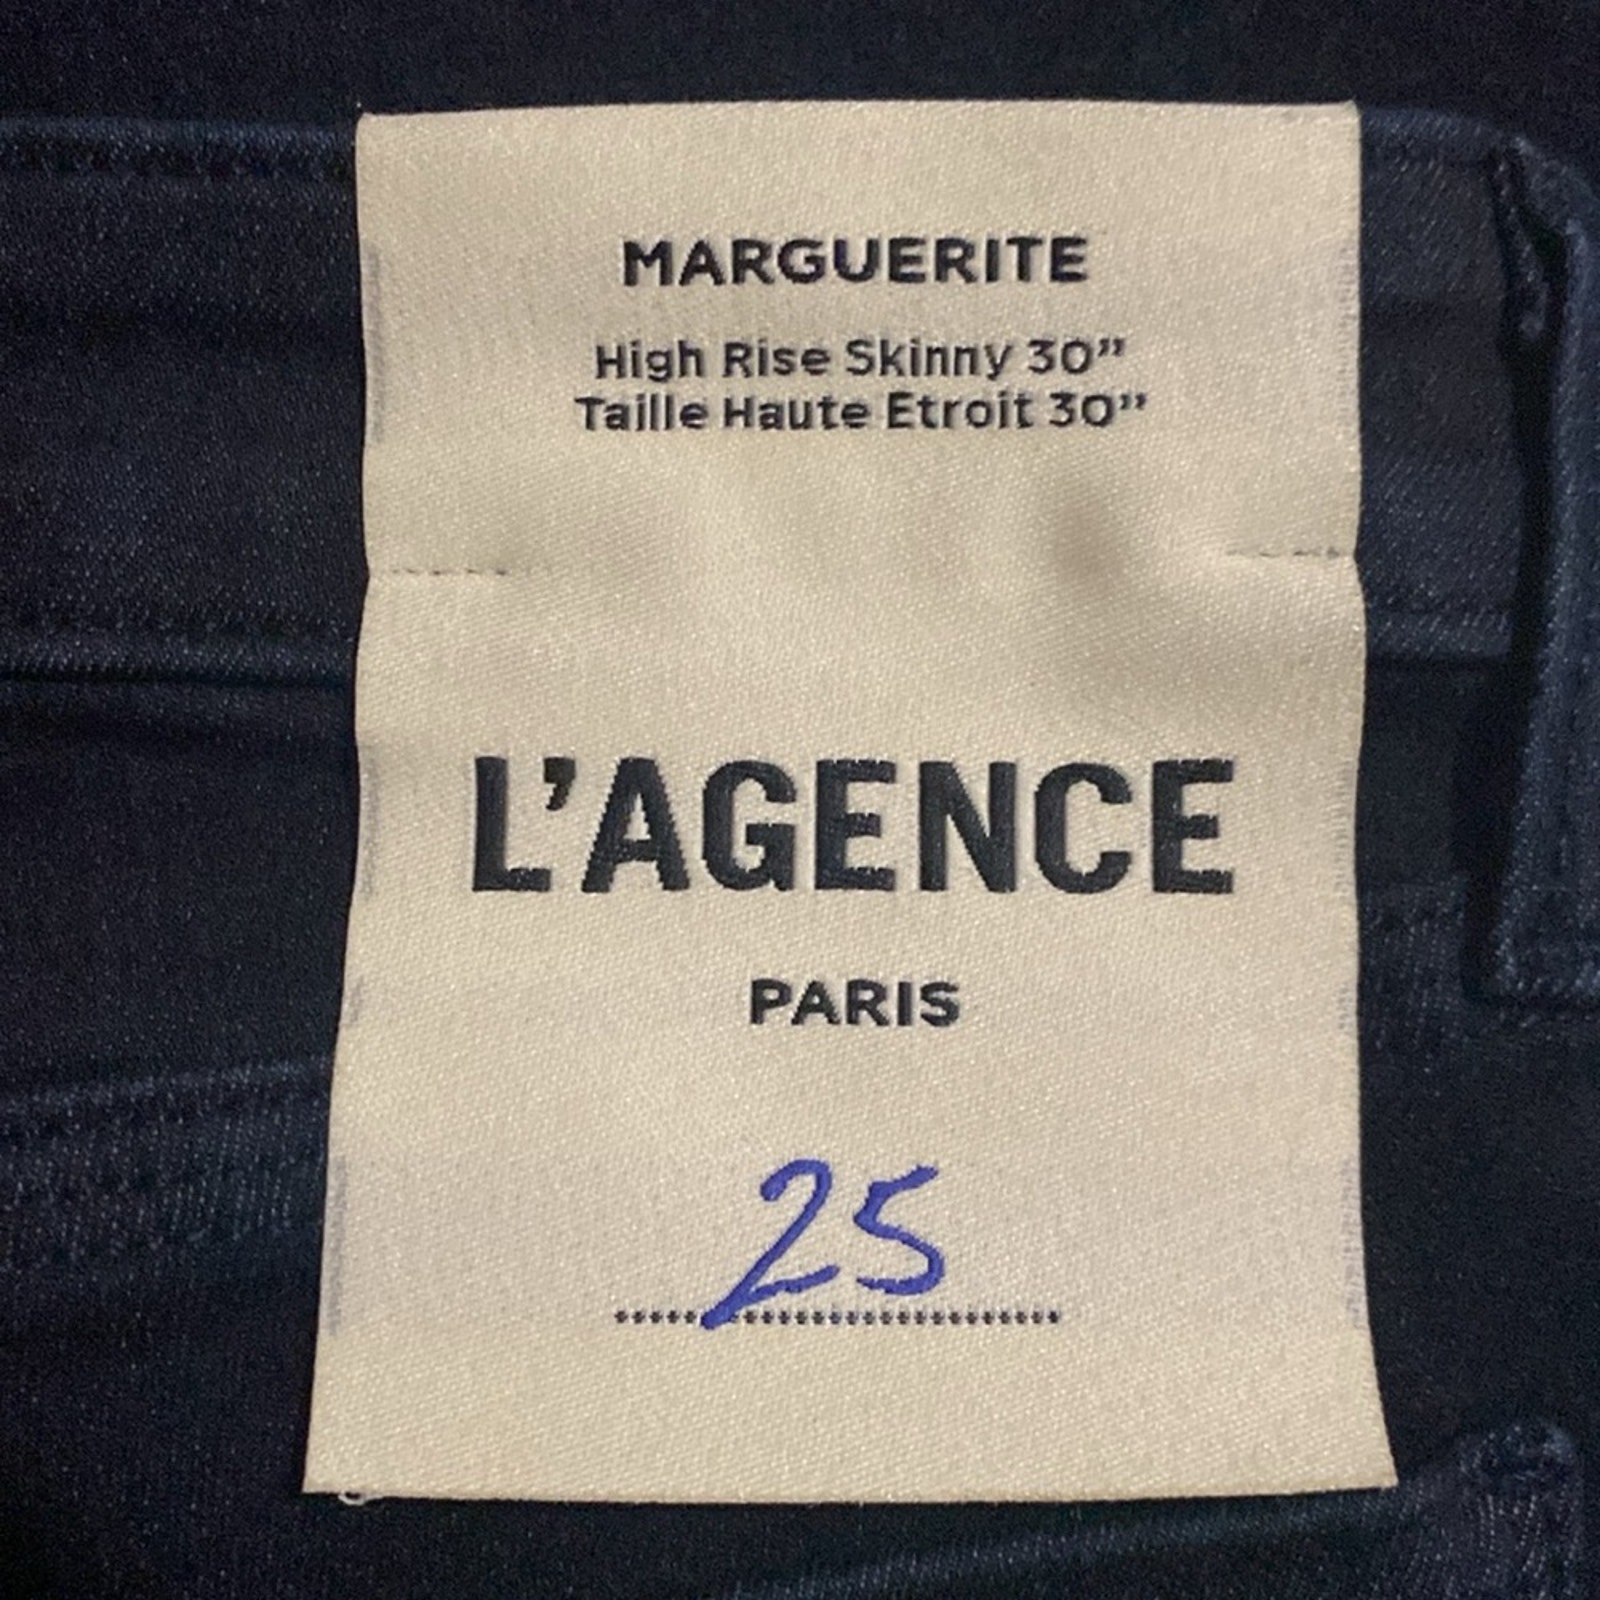 MARGUERITE
High Rise Skinny 30”
Taille Haute Etroit 30”
L’AGENCE
PARIS
25